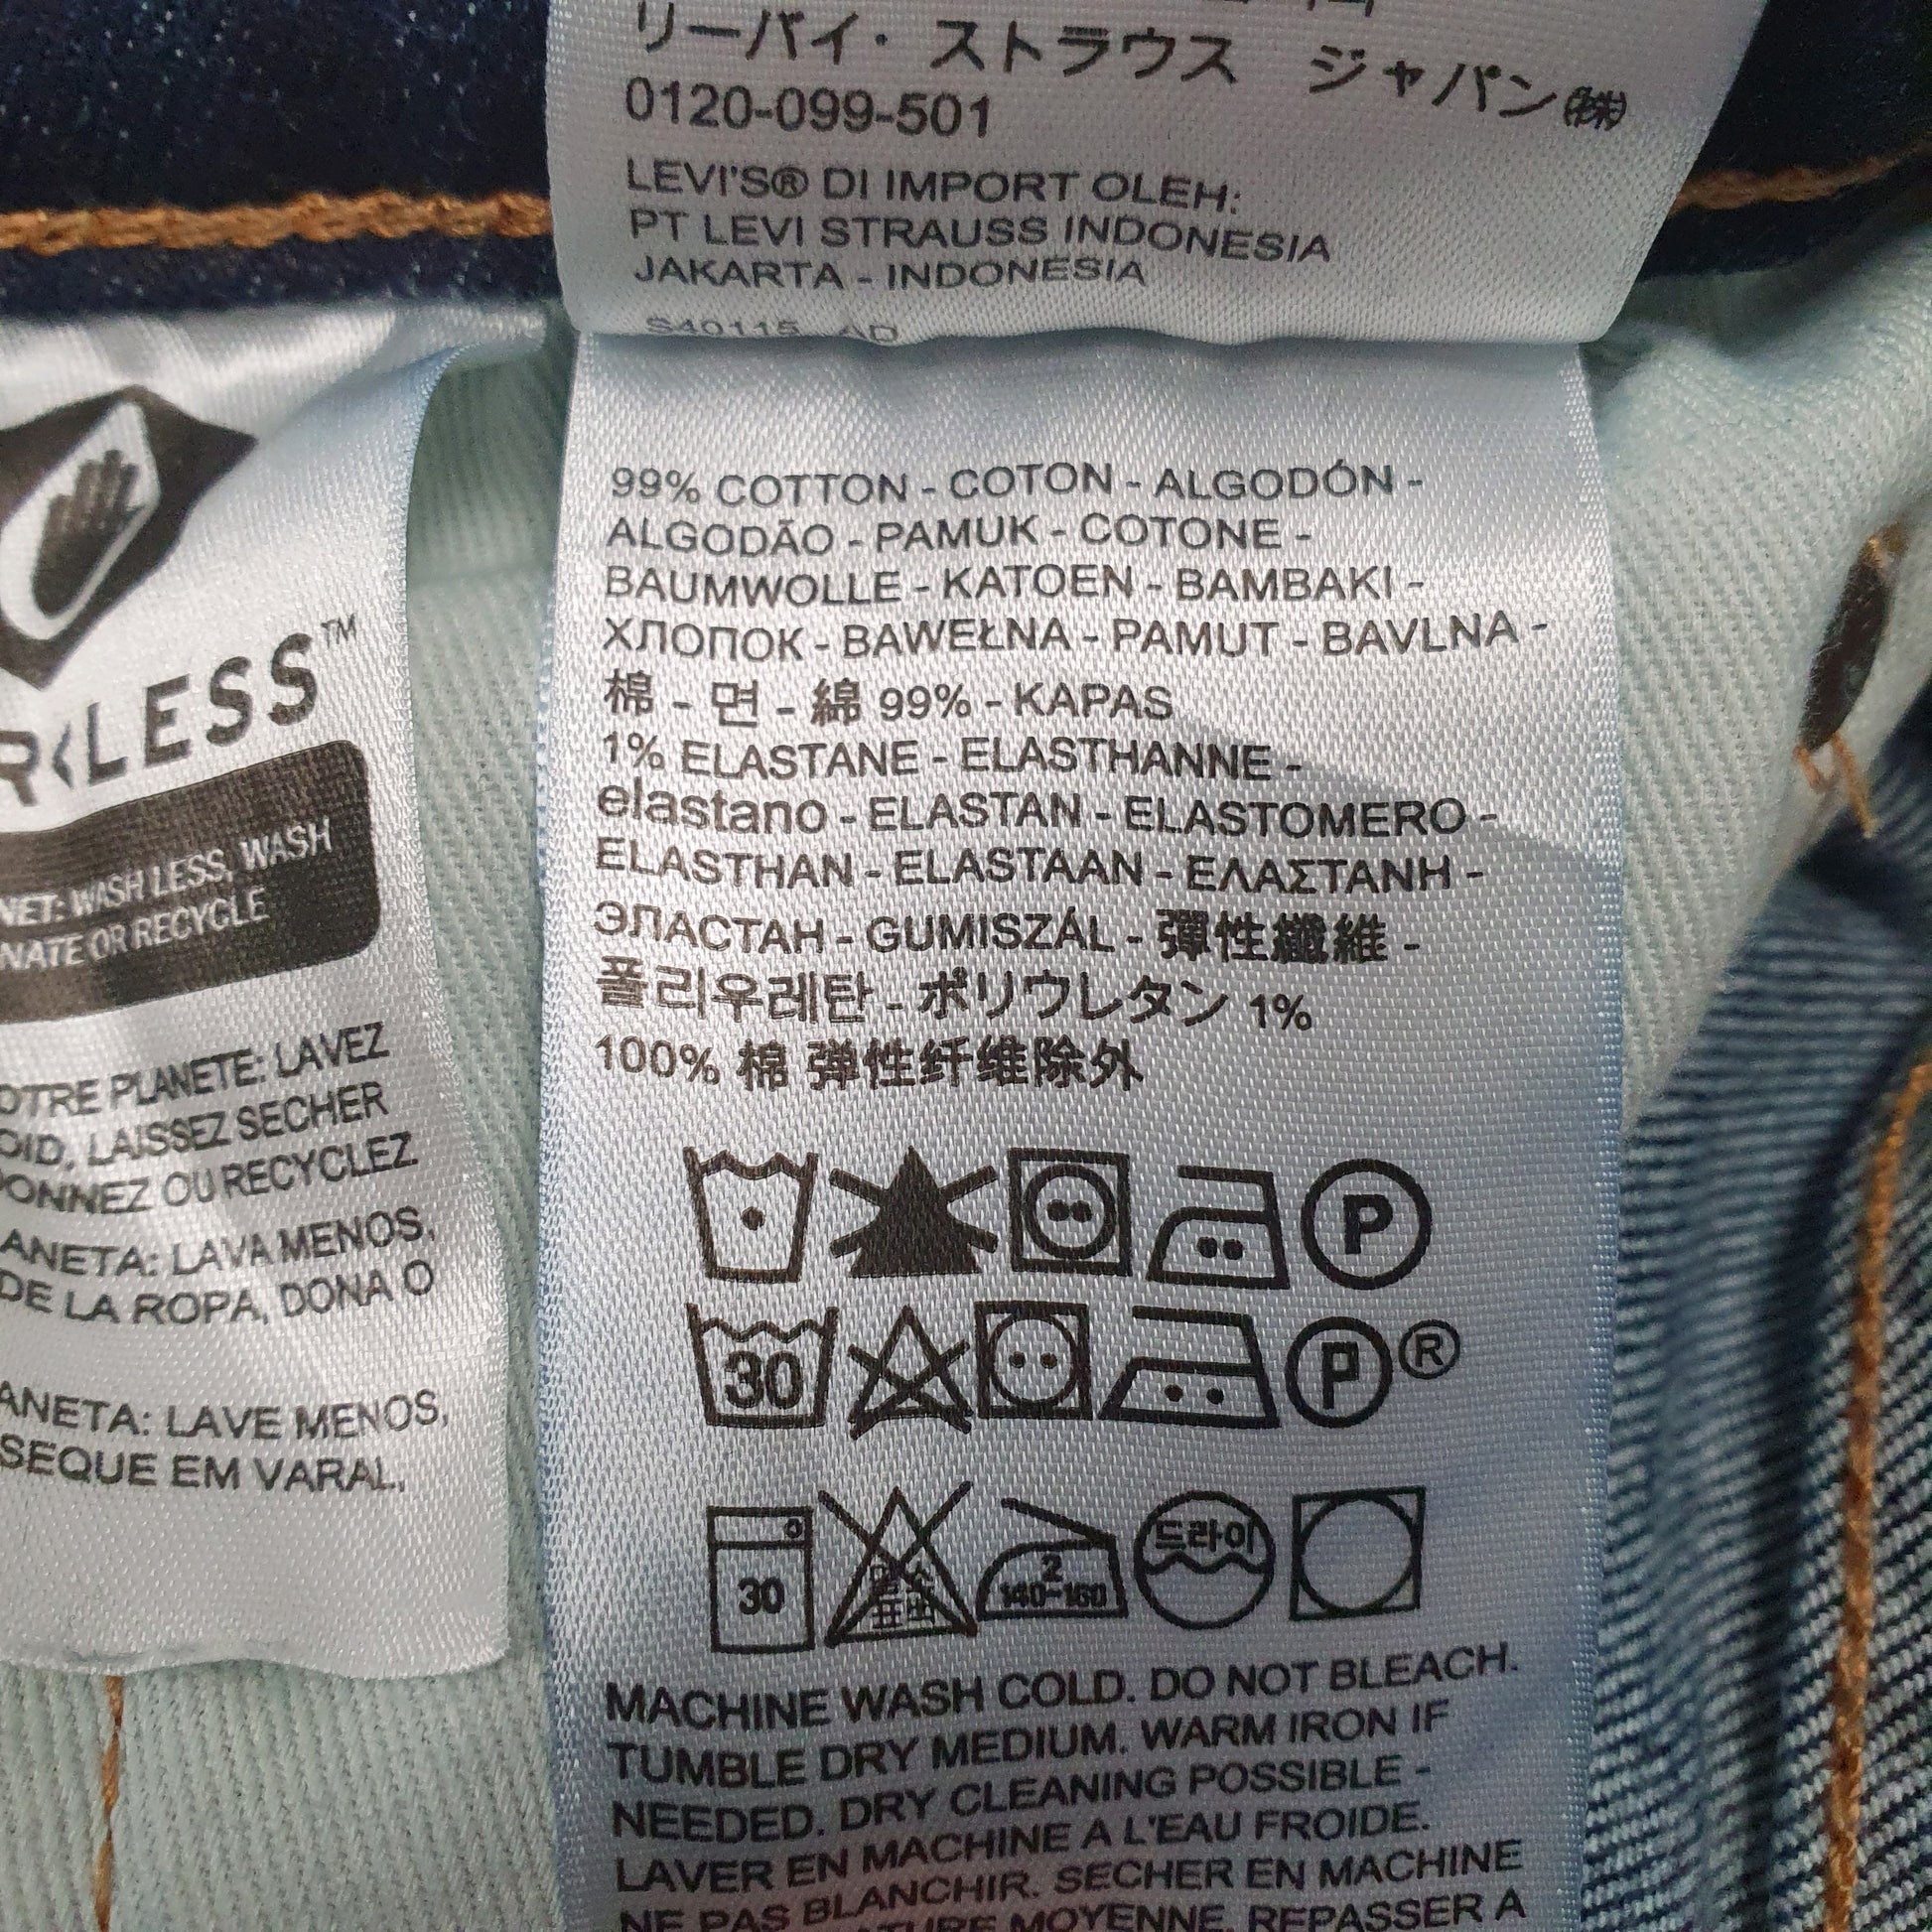 リーバイ・ストラウス ジャパン㈱
0120-099-501
LEVI'S® DI IMPORT OLEH:
PT LEVI STRAUSS INDONESIA
JAKARTA - INDONESIA
S40115 AD
99% COTTON - COTON - ALGODÓN -
ALGODÃO - PAMUK - COTONE -
BAUMWOLLE - KATOEN - BAMBAKI -
ХЛОПОК - BAWEŁNA - PAMUT - BAVLNA -
棉 - 면 - 綿 99% - KAPAS
1% ELASTANE - ELASTHANNE -
elastano - ELASTAN - ELASTOMERO -
ELASTHAN - ELASTAAN - ΕΛΑΣΤΑΝΗ -
ЭЛАСТАН - GUMISZÁL - 彈性纖維 -
폴리우레탄 - ポリウレタン 1%
100% 棉 弹性纤维除外
P
30 P ®
30 2 140-160 드라이
MACHINE WASH COLD. DO NOT BLEACH.
TUMBLE DRY MEDIUM. WARM IRON IF
NEEDED. DRY CLEANING POSSIBLE -
LAVER EN MACHINE A L'EAU FROIDE.
NE PAS BLANCHIR. SECHER EN MACHINE
MOYENNE. REPASSER A
R<LESS™
NET: WASH LESS, WASH
NATE OR RECYCLE
OTRE PLANETE: LAVEZ
OID, LAISSEZ SECHER
ONNEZ OU RECYCLEZ
ANETA: LAVA MENOS,
DE LA ROPA, DONA O
ANETA: LAVE MENOS,
SEQUE EM VARAL,